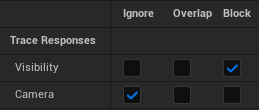 Ignore Overlap Block
Trace Responses
Visibility
Camera